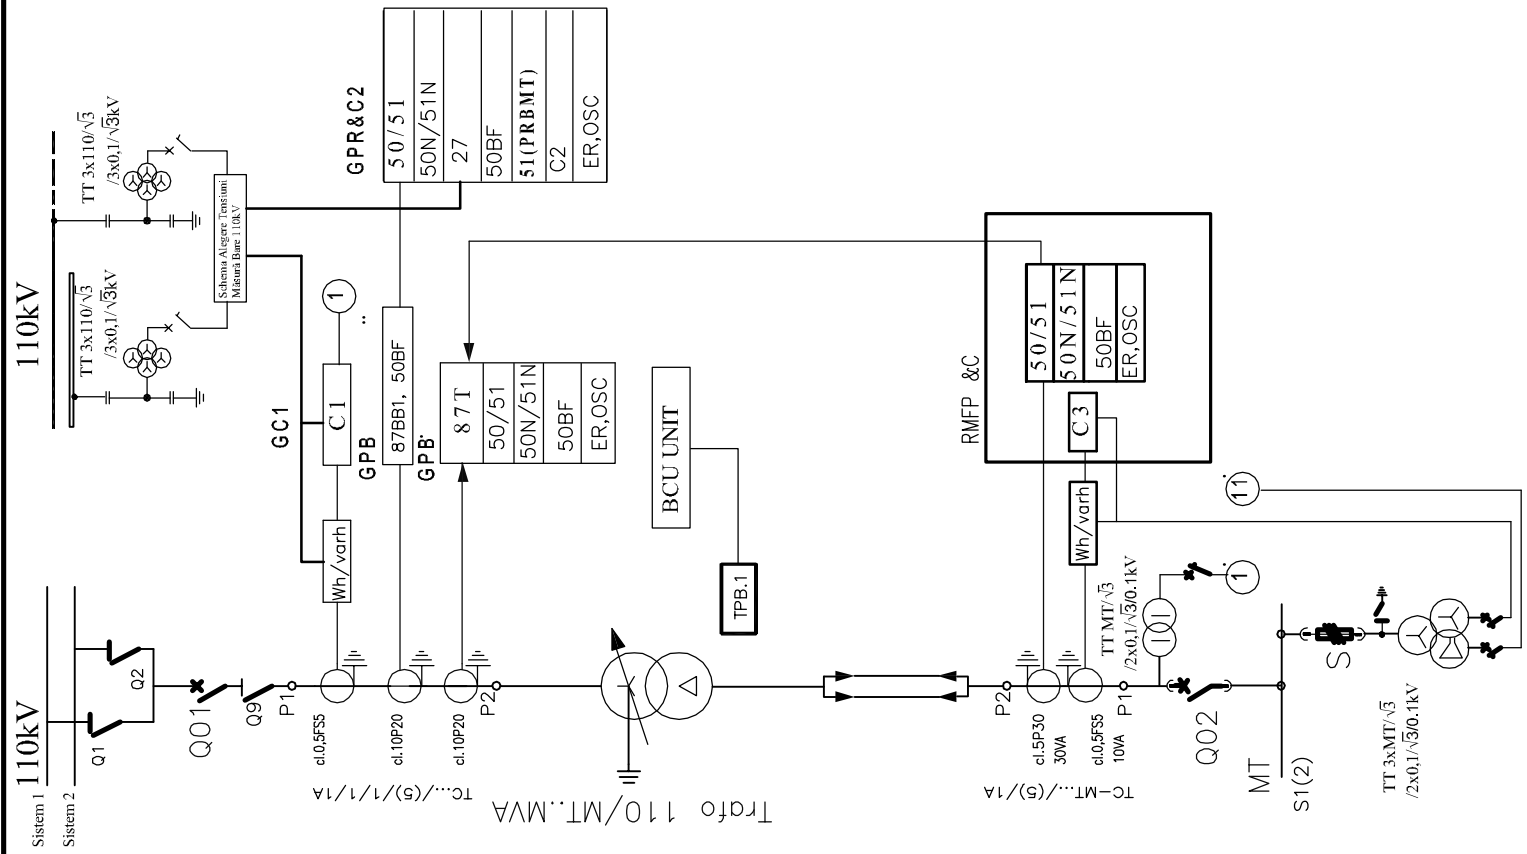 110kV
TT 3x110/√3
/3x0,1/√3kV
TT 3x110/√3
/3x0,1/√3kV
Schema Alegere Tensiuni
Măsură Bare 110kV
GPR&C2
50/51
50N/51N
27
50BF
51(PRBMT)
C2
ER,OSC
GC1
C1
1
Wh/varh
GPB
87BB1, 50BF
GPB
87T
50/51
50N/51N
50BF
ER,OSC
BCU UNIT
TPB.1
RMFP &C
50/51
50N/51N
50BF
ER,OSC
C3
Wh/varh
11
110kV
Sistem 1
Sistem 2
Q1
Q2
Q01
Q9
P1
cl.0,5FS5
cl.10P20
cl.10P20
P2
TC.../(5)/1/1/1A
Trafo 110/MT..MVA
P2
cl.5P30
30VA
cl.0,5FS5
10VA
P1
TC-MT.../(5)/1A
TT MT/√3
/2x0,1/√3/0.1kV
1
Q02
MT
S1(2)
S
TT 3xMT/√3
/2x0,1/√3/0.1kV